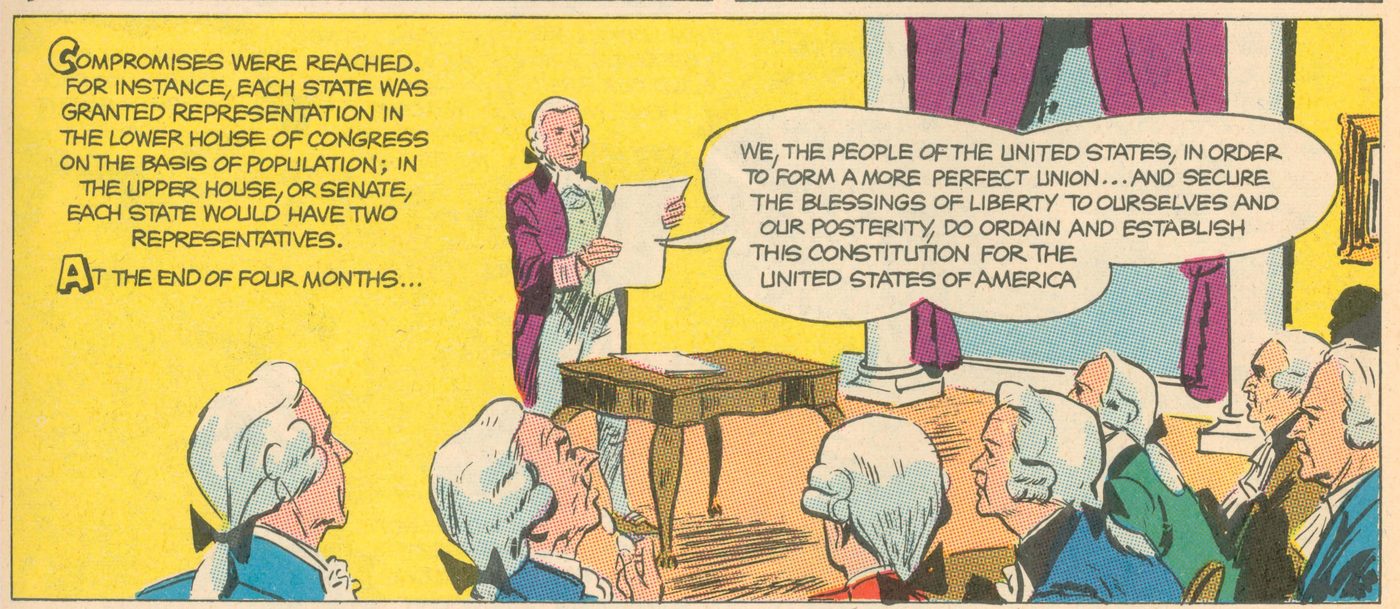 COMPROMISES WERE REACHED.
FOR INSTANCE, EACH STATE WAS
GRANTED REPRESENTATION IN
THE LOWER HOUSE OF CONGRESS
ON THE BASIS OF POPULATION; IN
THE UPPER HOUSE, OR SENATE,
EACH STATE WOULD HAVE TWO
REPRESENTATIVES.
AT THE END OF FOUR MONTHS...
WE, THE PEOPLE OF THE UNITED STATES, IN ORDER
TO FORM A MORE PERFECT UNION...AND SECURE
THE BLESSINGS OF LIBERTY TO OURSELVES AND
OUR POSTERITY, DO ORDAIN AND ESTABLISH
THIS CONSTITUTION FOR THE
UNITED STATES OF AMERICA